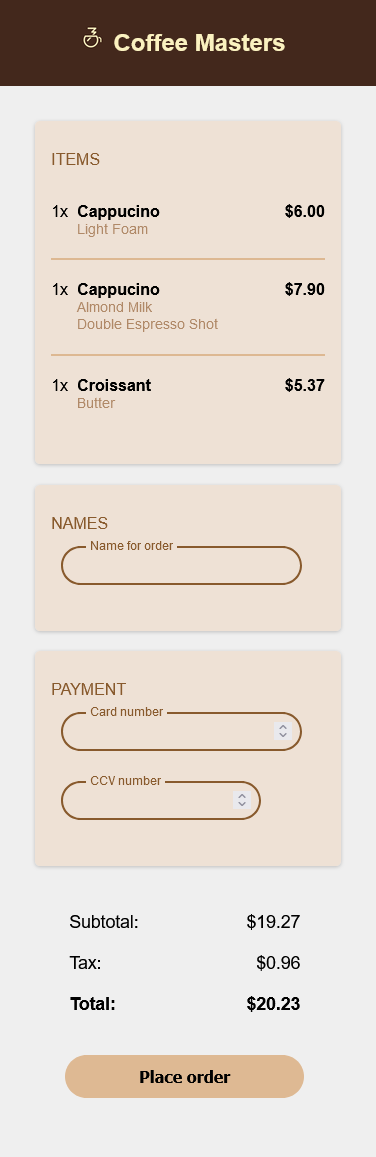 Coffee Masters
ITEMS
1x Cappucino $6.00
Light Foam
1x Cappucino $7.90
Almond Milk
Double Espresso Shot
1x Croissant $5.37
Butter
NAMES
Name for order
PAYMENT
Card number
CCV number
Subtotal: $19.27
Tax: $0.96
Total: $20.23
Place order